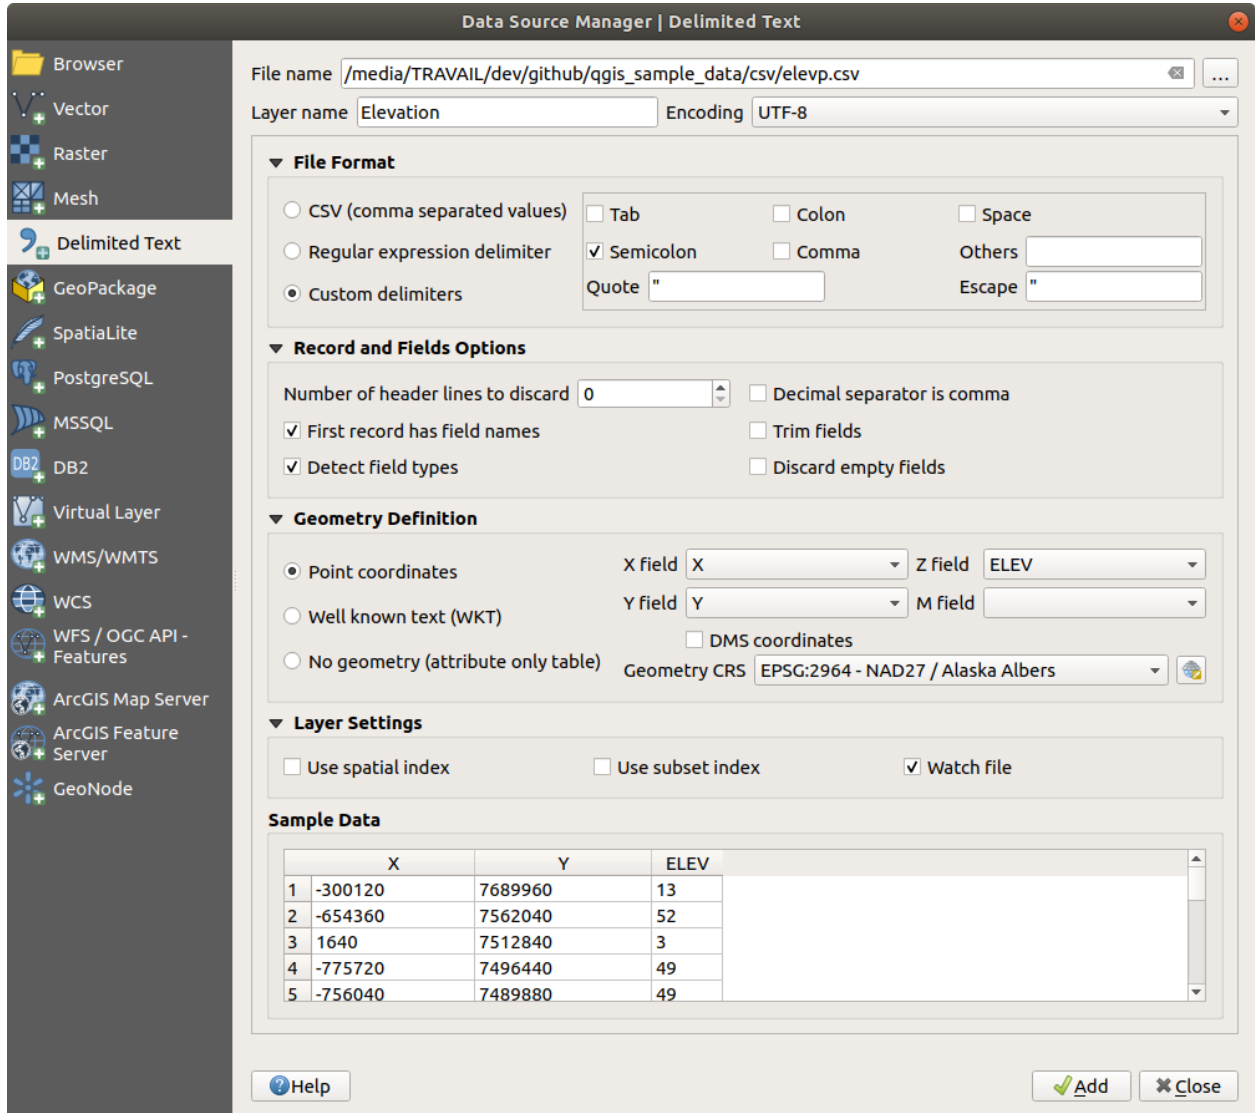 Data Source Manager | Delimited Text
Browser
Vector
Raster
Mesh
Delimited Text
GeoPackage
SpatiaLite
PostgreSQL
MSSQL
DB2 DB2
Virtual Layer
WMS/WMTS
WCS
WFS / OGC API -
Features
ArcGIS Map Server
ArcGIS Feature
Server
GeoNode
File name /media/TRAVAIL/dev/github/qgis_sample_data/csv/elevp.csv ...
Layer name Elevation Encoding UTF-8
File Format
CSV (comma separated values) Tab Colon Space
Regular expression delimiter Semicolon Comma Others
Custom delimiters Quote " Escape "
Record and Fields Options
Number of header lines to discard 0 Decimal separator is comma
First record has field names Trim fields
Detect field types Discard empty fields
Geometry Definition
Point coordinates X field X Z field ELEV
Well known text (WKT) Y field Y M field
DMS coordinates
No geometry (attribute only table) Geometry CRS EPSG:2964 - NAD27 / Alaska Albers
Layer Settings
Use spatial index Use subset index Watch file
Sample Data
X Y ELEV
1 -300120 7689960 13
2 -654360 7562040 52
3 1640 7512840 3
4 -775720 7496440 49
5 -756040 7489880 49
Help Add Close